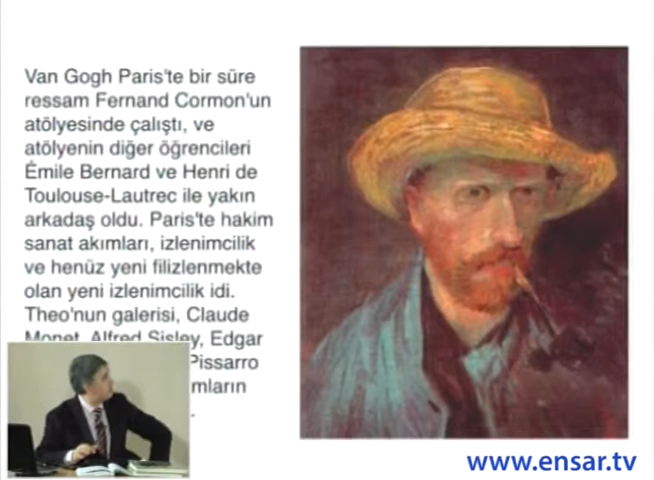 Van Gogh Paris'te bir süre
ressam Fernand Cormon'un
atölyesinde çalıştı, ve
atölyenin diğer öğrencileri
Émile Bernard ve Henri de
Toulouse-Lautrec ile yakın
arkadaş oldu. Paris'te hakim
sanat akımları, izlenimcilik
ve henüz yeni filizlenmekte
olan yeni izlenimcilik idi.
Theo'nun galerisi, Claude
Monet, Alfred Sisley, Edgar
Pissarro
mların
.
www.ensar.tv